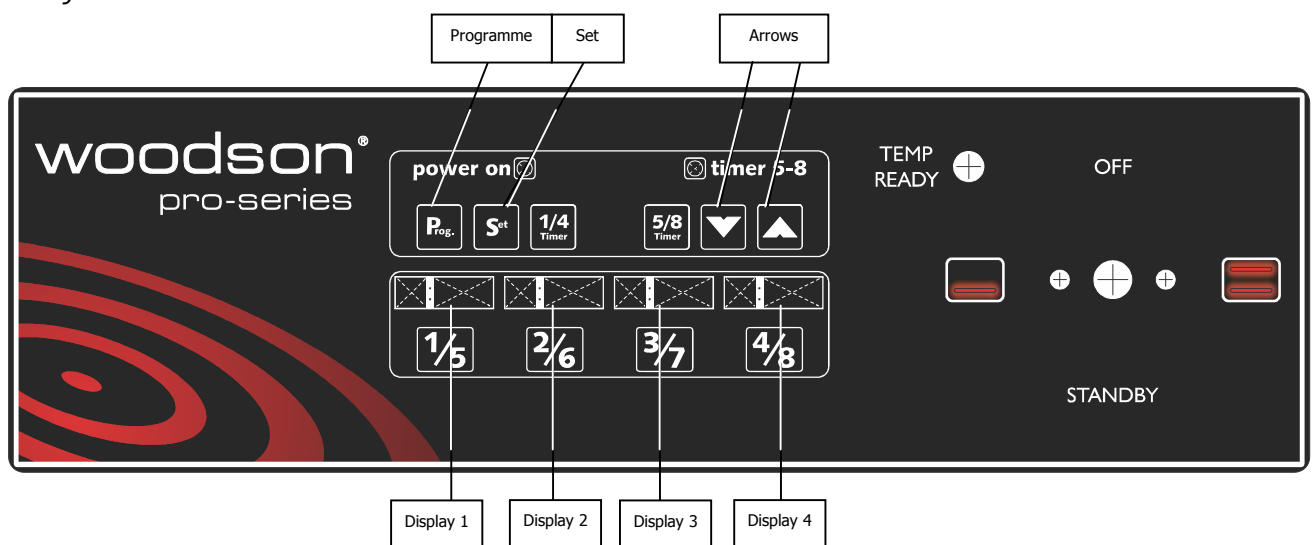 Programme Set Arrows
woodson®
pro-series
power on timer 5-8
Prog. Set 1/4 Timer 5/8 Timer
1/5 2/6 3/7 4/8
TEMP READY
OFF
STANDBY
Display 1 Display 2 Display 3 Display 4